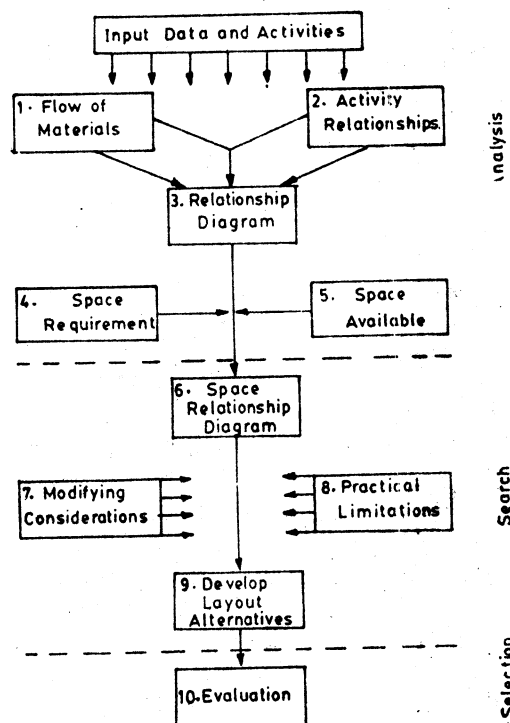 Input Data and Activities
1. Flow of
Materials
2. Activity
Relationships.
3. Relationship
Diagram
4. Space
Requirement
5. Space
Available
6. Space
Relationship
Diagram
7. Modifying
Considerations
8. Practical
Limitations
9. Develop
Layout
Alternatives
10. Evaluation
nalysis
Search
Selection